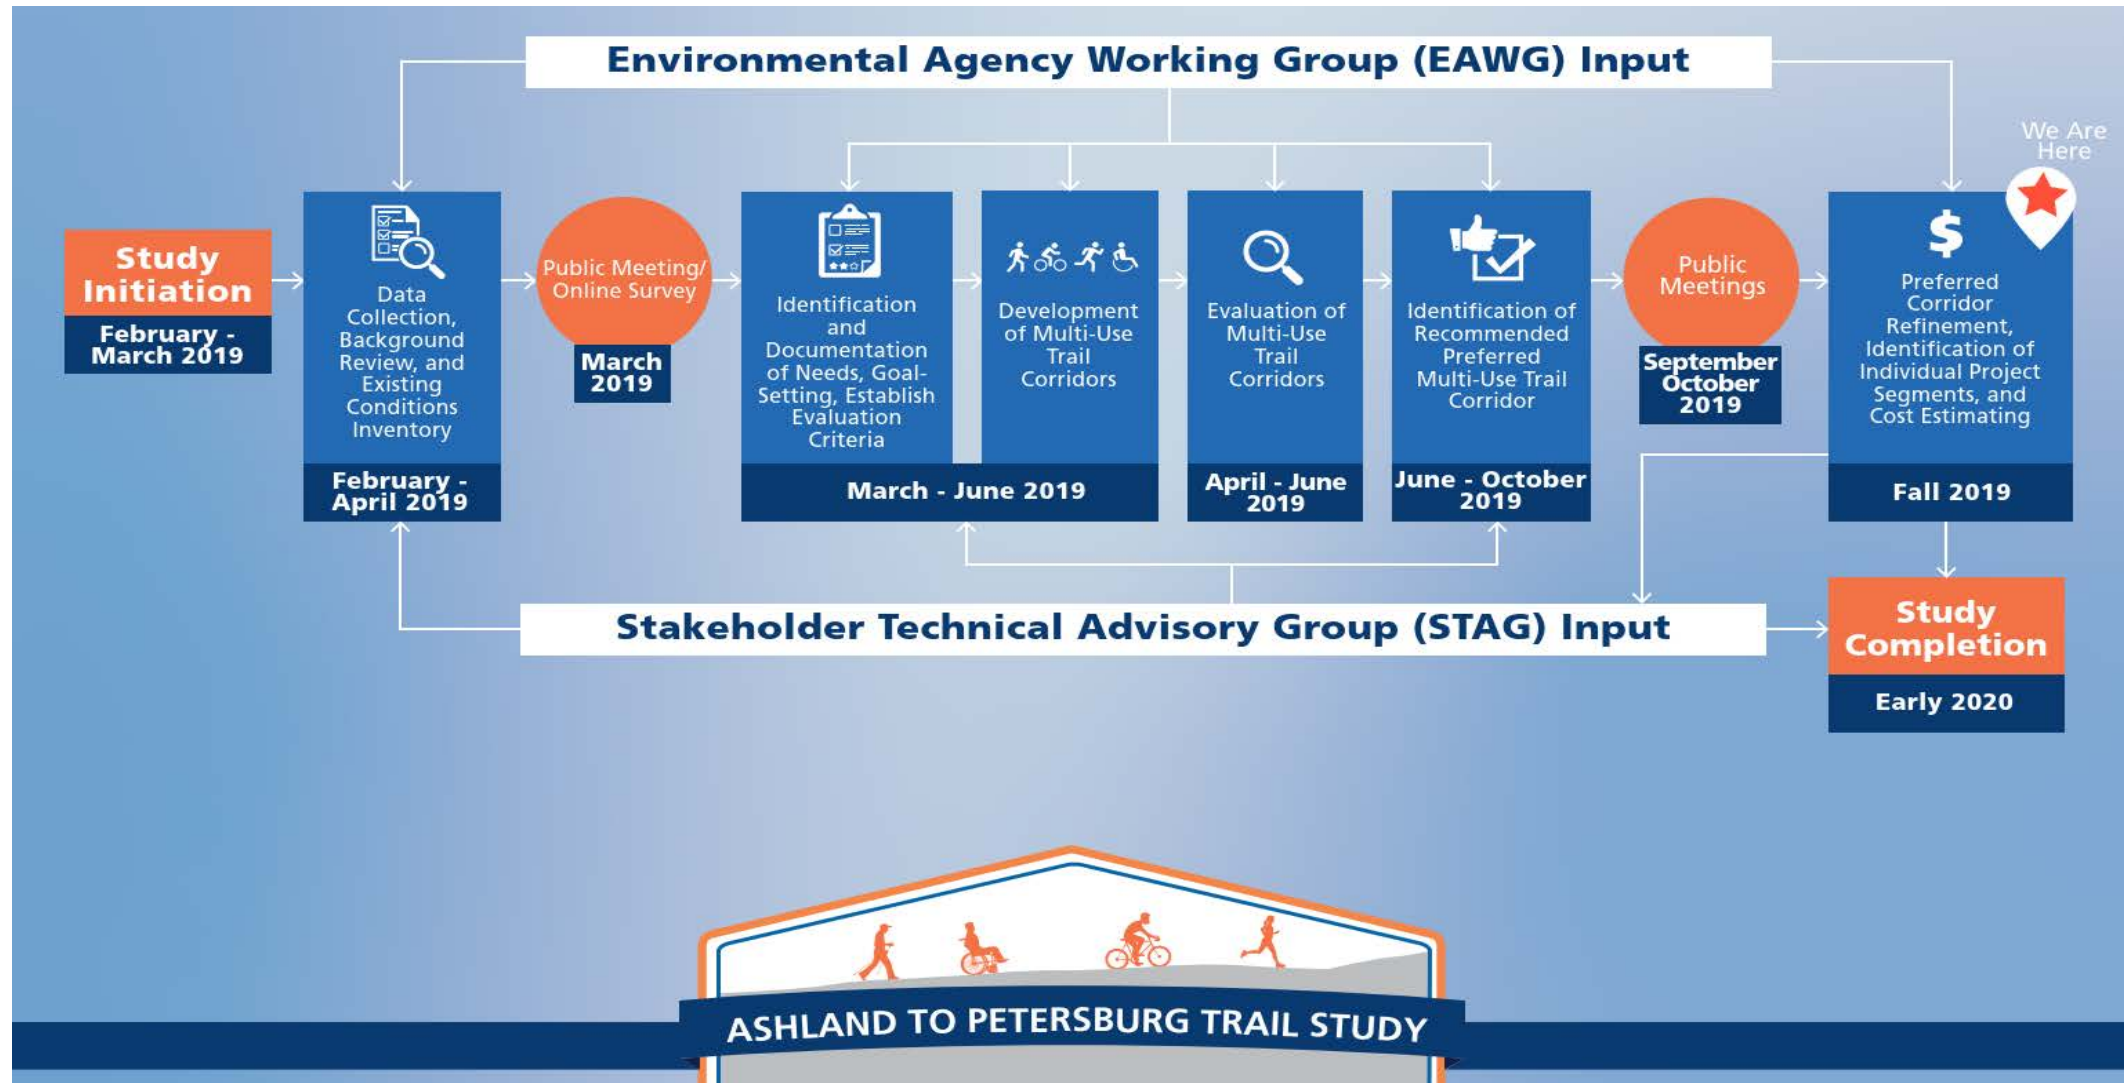 Environmental Agency Working Group (EAWG) Input
We Are
Here
Study
Initiation
February -
March 2019
Data
Collection,
Background
Review, and
Existing
Conditions
Inventory
February -
April 2019
Public Meeting/
Online Survey
March
2019
Identification
and
Documentation
of Needs, Goal-
Setting, Establish
Evaluation
Criteria
Development
of Multi-Use
Trail
Corridors
March - June 2019
Evaluation of
Multi-Use
Trail
Corridors
April - June
2019
Identification of
Recommended
Preferred
Multi-Use Trail
Corridor
June - October
2019
Public
Meetings
September
October
2019
$
Preferred
Corridor
Refinement,
Identification of
Individual Project
Segments, and
Cost Estimating
Fall 2019
Stakeholder Technical Advisory Group (STAG) Input
Study
Completion
Early 2020
ASHLAND TO PETERSBURG TRAIL STUDY